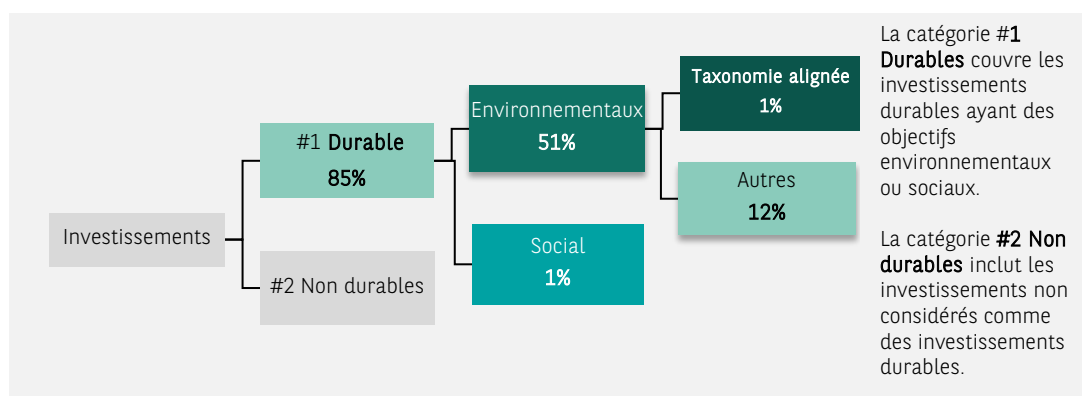 Investissements
#1 Durable
85%
#2 Non durables
Environnementaux
51%
Social
1%
Taxonomie alignée
1%
Autres
12%
La catégorie #1
Durables couvre les
investissements
durables ayant des
objectifs
environnementaux
ou sociaux.
La catégorie #2 Non
durables inclut les
investissements non
considérés comme
des investissements
durables.